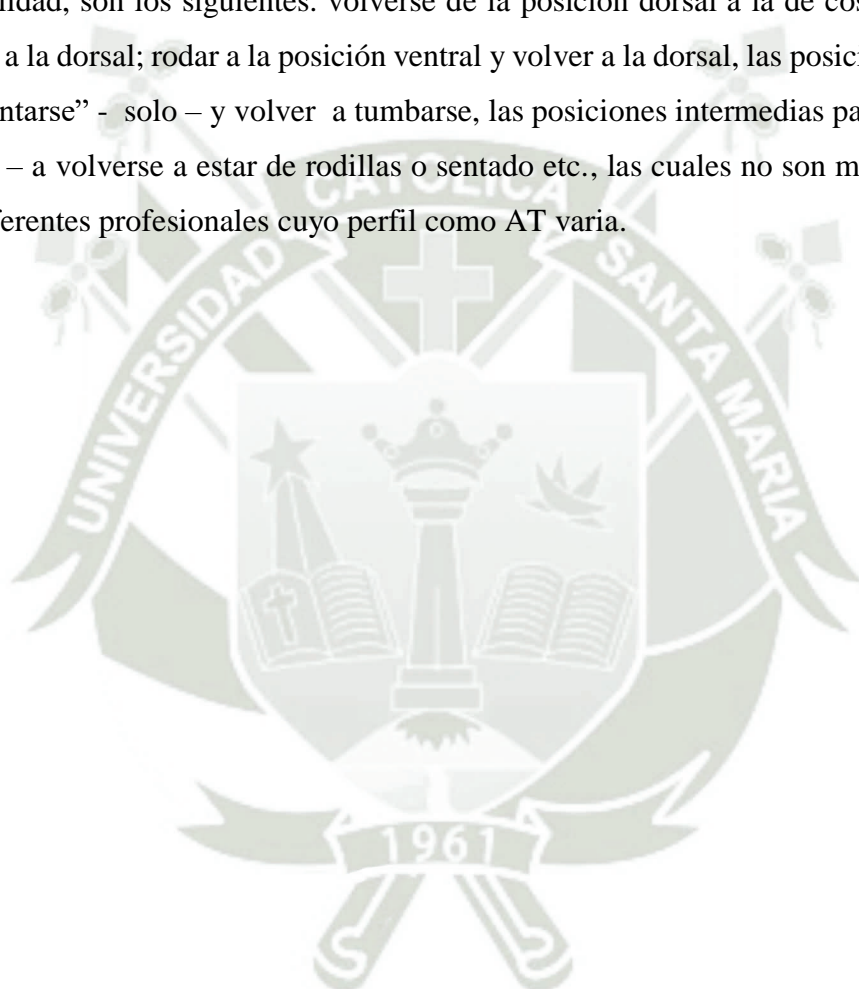 lidad, son los siguientes: volverse de la posición dorsal a la de cos
a la dorsal; rodar a la posición ventral y volver a la dorsal, las posici
ntarse” - solo – y volver a tumbarse, las posiciones intermedias pa
– a volverse a estar de rodillas o sentado etc., las cuales no son m
ferentes profesionales cuyo perfil como AT varia.
UNIVERSIDAD CATOLICA SANTA MARIA
1961